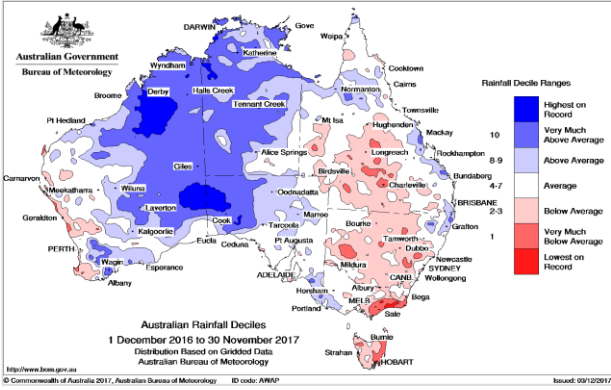 Australian Government
Bureau of Meteorology
DARWIN
Gove
Weipa
Katherine
Wyndham
Cooktown
Cairns
Broome
Derby
Halls Creek
Normanton
Tennant Creek
Townsville
Pt Hedland
Mt Isa
Hughenden
Mackay
Longreach
Rockhampton
Alice Springs
Giles
Birdsville
Carnarvon
Meekatharra
Wiluna
Charleville
Bundaberg
Oodnadatta
BRISBANE
Geraldton
Laverton
Cook
Marree
Tarcoola
Bourke
Grafton
Kalgoorlie
Eucla
Ceduna
Pt Augusta
Tamworth
Dubbo
PERTH
Wagin
Esperance
Mildura
Newcastle
SYDNEY
ADELAIDE
Wollongong
Albany
CANB.
Horsham
Albury
Bega
Portland
MELB
Sale
Burnie
Strahan
HOBART
Rainfall Decile Ranges
Highest on
Record
10
Very Much
Above Average
8-9
Above Average
4-7
Average
2-3
Below Average
1
Very Much
Below Average
Lowest on
Record
Australian Rainfall Deciles
1 December 2016 to 30 November 2017
Distribution Based on Gridded Data
Australian Bureau of Meteorology
http://www.bom.gov.au
© Commonwealth of Australia 2017, Australian Bureau of Meteorology
ID code: AWAP
Issued: 03/12/2017